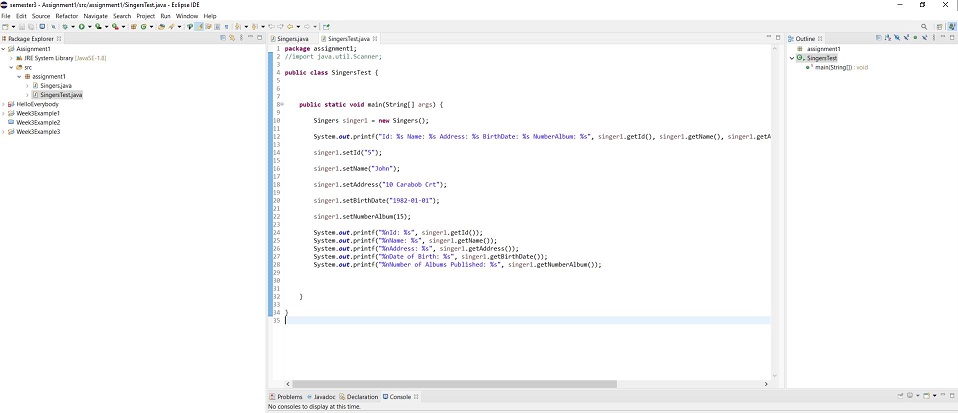 semester3 - Assignment1/src/assignment1/SingersTest.java - Eclipse IDE
File Edit Source Refactor Navigate Search Project Run Window Help
Package Explorer
Assignment1
JRE System Library [JavaSE-1.8]
src
assignment1
Singers.java
SingersTest.java
HelloEverybody
Week3Example1
Week3Example2
Week3Example3
Singers.java SingersTest.java
1 package assignment1;
2 //import java.util.Scanner;
3
4 public class SingersTest {
5
6
7
8 public static void main(String[] args) {
9
10 Singers singer1 = new Singers();
11
12 System.out.printf("Id: %s Name: %s Address: %s BirthDate: %s NumberAlbum: %s", singer1.getId(), singer1.getName(), singer1.getA
13
14 singer1.setId("5");
15
16 singer1.setName("John");
17
18 singer1.setAddress("10 Carabob Crt");
19
20 singer1.setBirthDate("1982-01-01");
21
22 singer1.setNumberAlbum(15);
23
24 System.out.printf("%nId: %s", singer1.getId());
25 System.out.printf("%nName: %s", singer1.getName());
26 System.out.printf("%nAddress: %s", singer1.getAddress());
27 System.out.printf("%nDate of Birth: %s", singer1.getBirthDate());
28 System.out.printf("%nNumber of Albums Published: %s", singer1.getNumberAlbum());
29
30
31
32 }
33
34 }
35
Outline
assignment1
SingersTest
main(String[]) : void
Problems Javadoc Declaration Console
No consoles to display at this time.